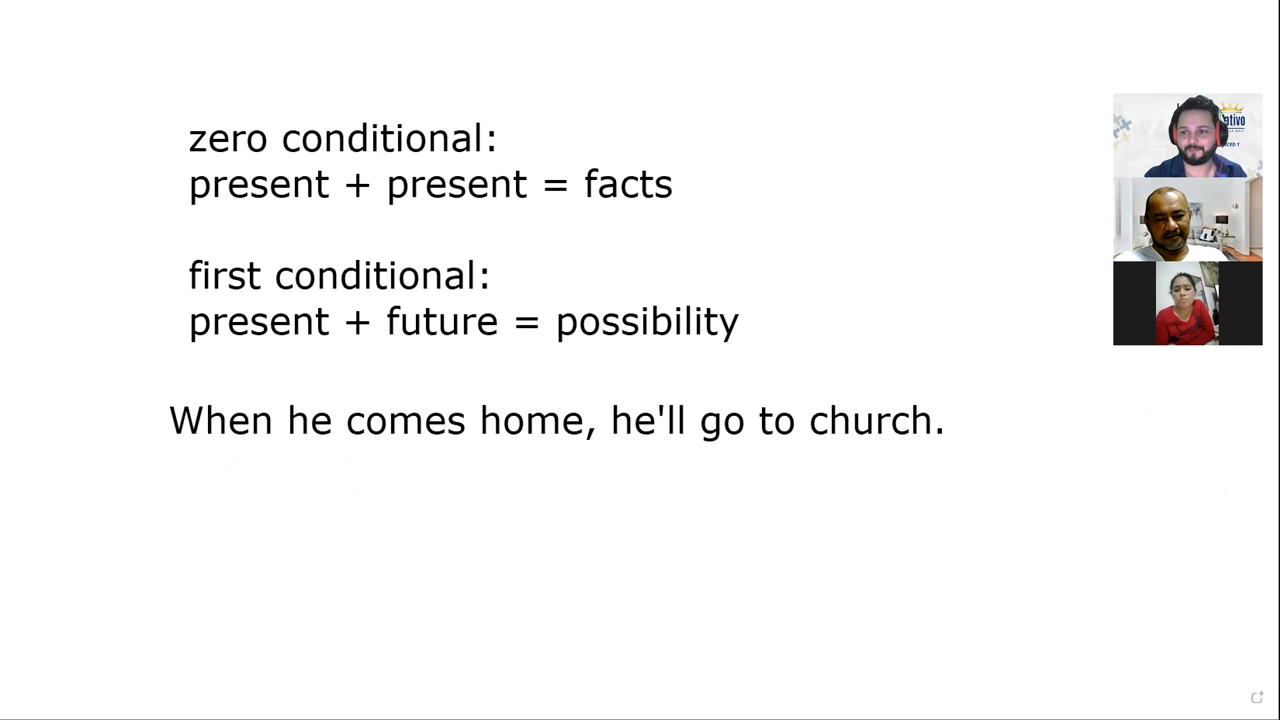 zero conditional:
present + present = facts
first conditional:
present + future = possibility
When he comes home, he'll go to church.